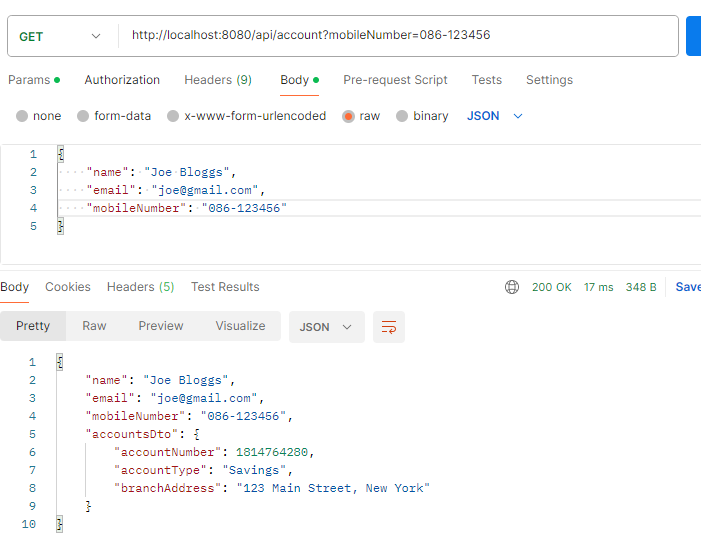 GET http://localhost:8080/api/account?mobileNumber=086-123456
Params Authorization Headers (9) Body Pre-request Script Tests Settings
none form-data x-www-form-urlencoded raw binary JSON
1 {
2 "name": "Joe Bloggs",
3 "email": "joe@gmail.com",
4 "mobileNumber": "086-123456"
5 }
Body Cookies Headers (5) Test Results 200 OK 17 ms 348 B Save
Pretty Raw Preview Visualize JSON
1 {
2 "name": "Joe Bloggs",
3 "email": "joe@gmail.com",
4 "mobileNumber": "086-123456",
5 "accountsDto": {
6 "accountNumber": 1814764280,
7 "accountType": "Savings",
8 "branchAddress": "123 Main Street, New York"
9 }
10 }